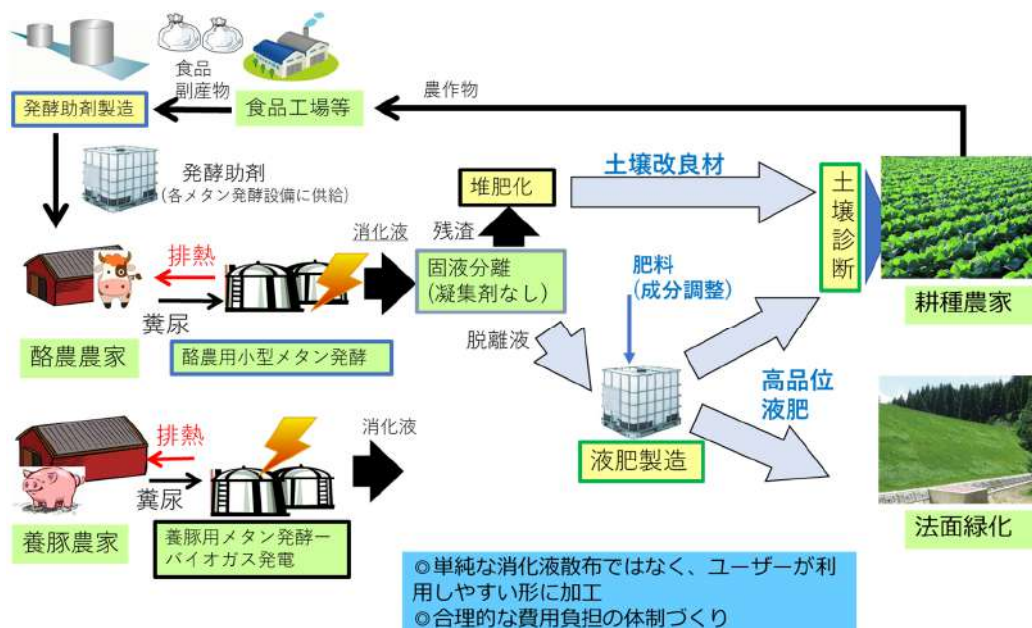 食品
副産物
発酵助剤製造
食品工場等
農作物
発酵助剤
(各メタン発酵設備に供給)
堆肥化
土壌改良材
土壌診断
消化液
残渣
排熱
固液分離
(凝集剤なし)
肥料
(成分調整)
耕種農家
糞尿
脱離液
酪農農家
酪農用小型メタン発酵
高品位
液肥
消化液
排熱
液肥製造
糞尿
養豚農家
養豚用メタン発酵ー
バイオガス発電
法面緑化
◎単純な消化液散布ではなく、ユーザーが利
用しやすい形に加工
◎合理的な費用負担の体制づくり